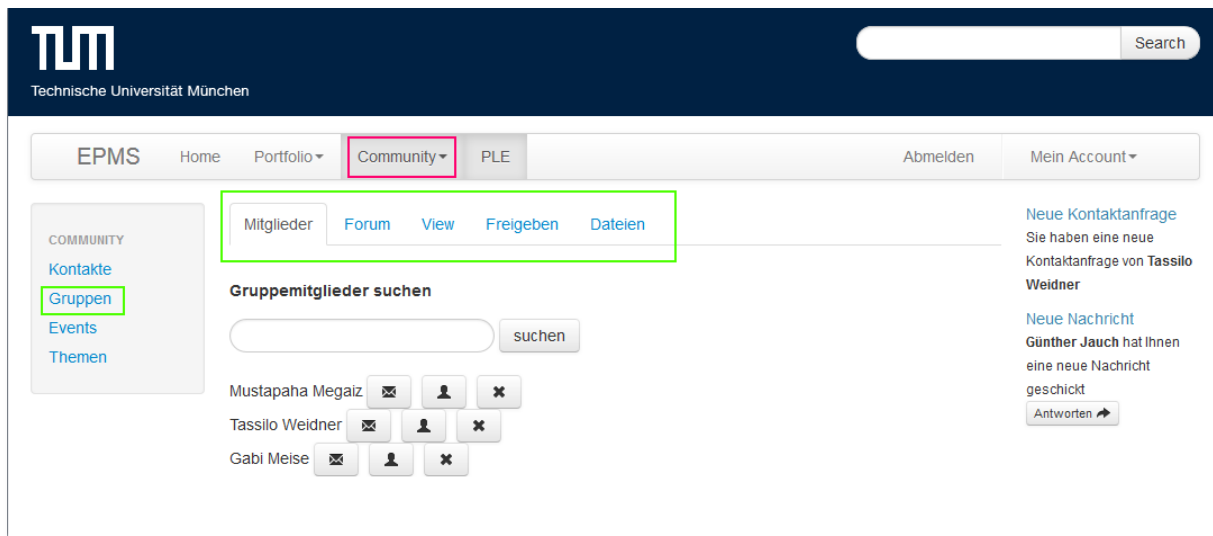 TUM
Technische Universität München
Search
EPMS Home Portfolio Community PLE Abmelden Mein Account
COMMUNITY
Kontakte
Gruppen
Events
Themen
Mitglieder Forum View Freigeben Dateien
Gruppemitglieder suchen
suchen
Mustapaha Megaiz
Tassilo Weidner
Gabi Meise
Neue Kontaktanfrage
Sie haben eine neue
Kontaktanfrage von Tassilo
Weidner
Neue Nachricht
Günther Jauch hat Ihnen
eine neue Nachricht
geschickt
Antworten